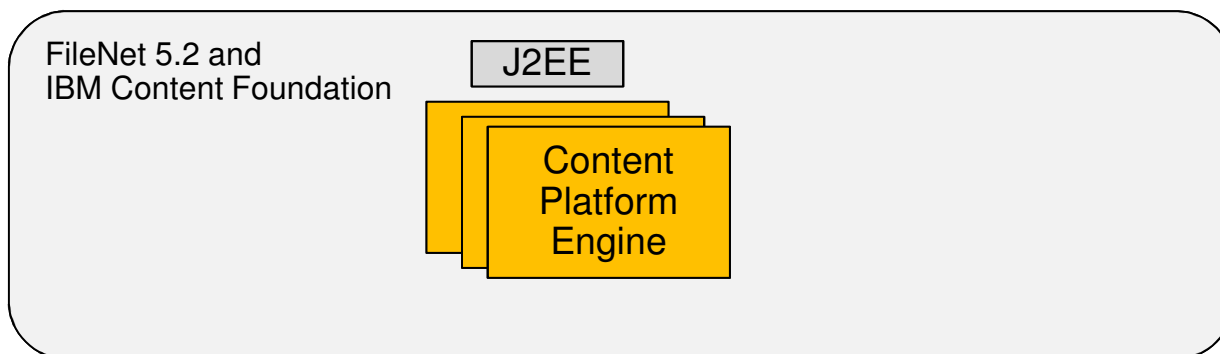 FileNet 5.2 and
IBM Content Foundation
J2EE
Content
Platform
Engine